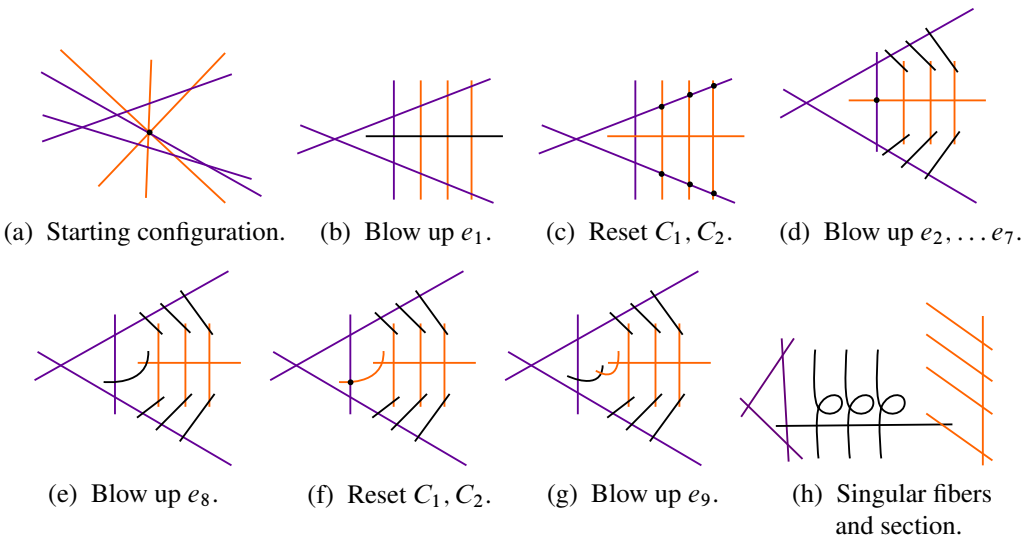 (a) Starting configuration.
(b) Blow up e₁.
(c) Reset C₁, C₂.
(d) Blow up e₂, … e₇.
(e) Blow up e₈.
(f) Reset C₁, C₂.
(g) Blow up e₉.
(h) Singular fibers
and section.